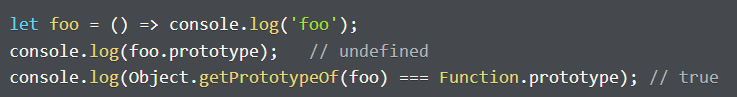 let foo = () => console.log('foo');
console.log(foo.prototype);   // undefined
console.log(Object.getPrototypeOf(foo) === Function.prototype); // true